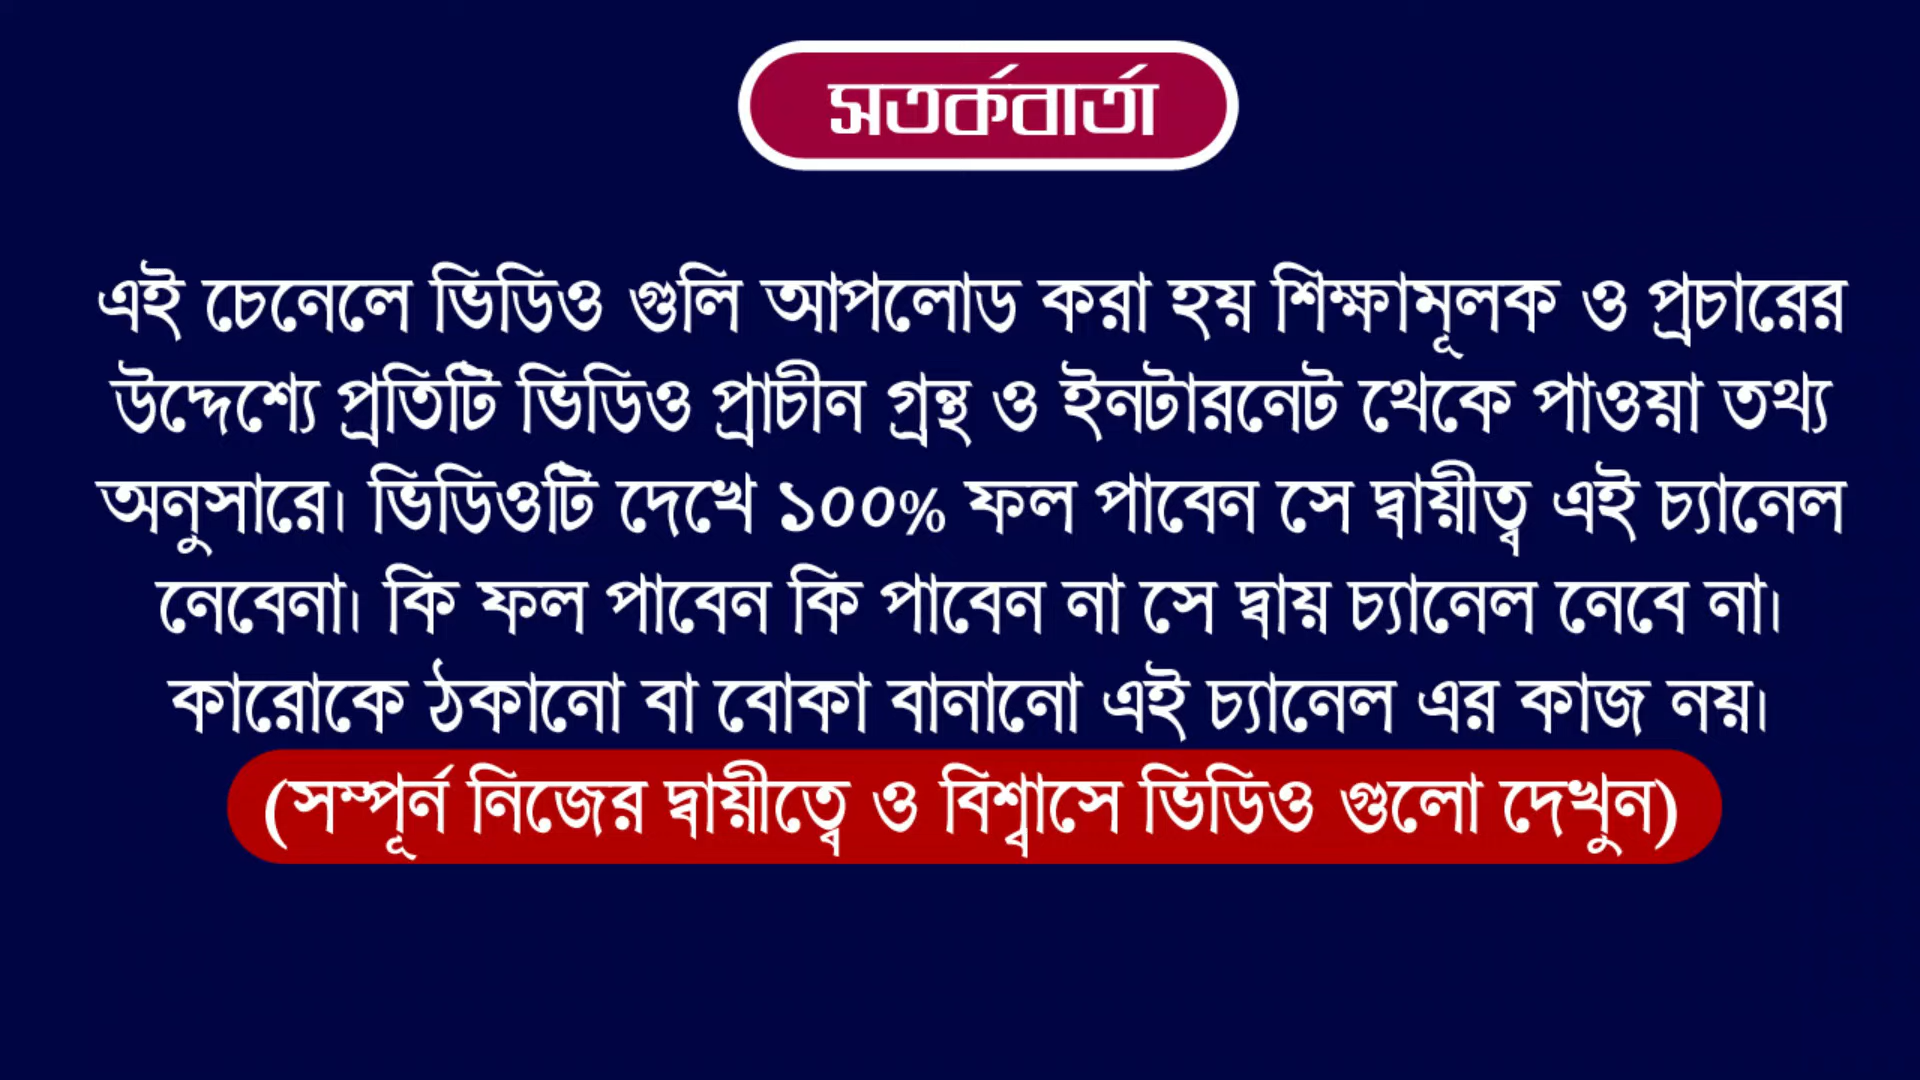 সতর্কবার্তা
এই চেনেলে ভিডিও গুলি আপলোড করা হয় শিক্ষামূলক ও প্রচারের
উদ্দেশ্যে প্রতিটি ভিডিও প্রাচীন গ্রন্থ ও ইনটারনেট থেকে পাওয়া তথ্য
অনুসারে। ভিডিওটি দেখে ১০০% ফল পাবেন সে দ্বায়ীত্ব এই চ্যানেল
নেবেনা। কি ফল পাবেন কি পাবেন না সে দ্বায় চ্যানেল নেবে না।
কারোকে ঠকানো বা বোকা বানানো এই চ্যানেল এর কাজ নয়।
(সম্পূর্ন নিজের দ্বায়ীত্বে ও বিশ্বাসে ভিডিও গুলো দেখুন)